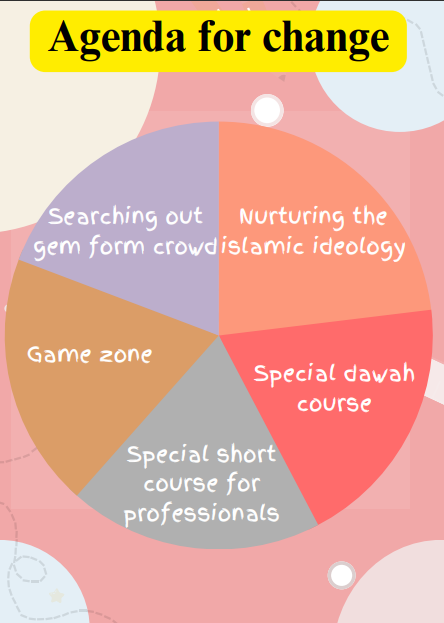 Agenda for change
Searching out
gem form crowd
Nurturing the
islamic ideology
Game zone
Special dawah
course
Special short
course for
professionals